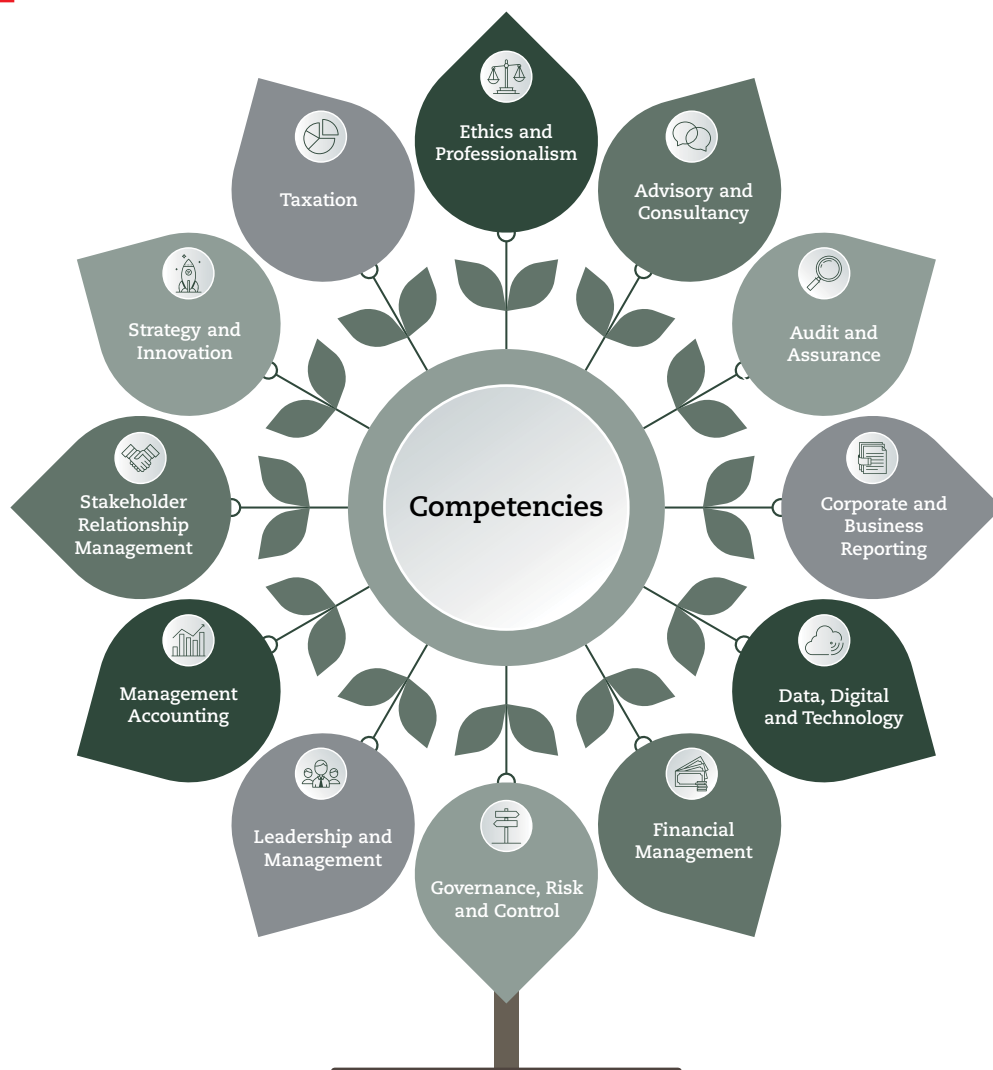 Ethics and
Professionalism
Advisory and
Consultancy
Audit and
Assurance
Corporate and
Business
Reporting
Data, Digital
and Technology
Financial
Management
Governance, Risk
and Control
Leadership and
Management
Management
Accounting
Stakeholder
Relationship
Management
Strategy and
Innovation
Taxation
Competencies